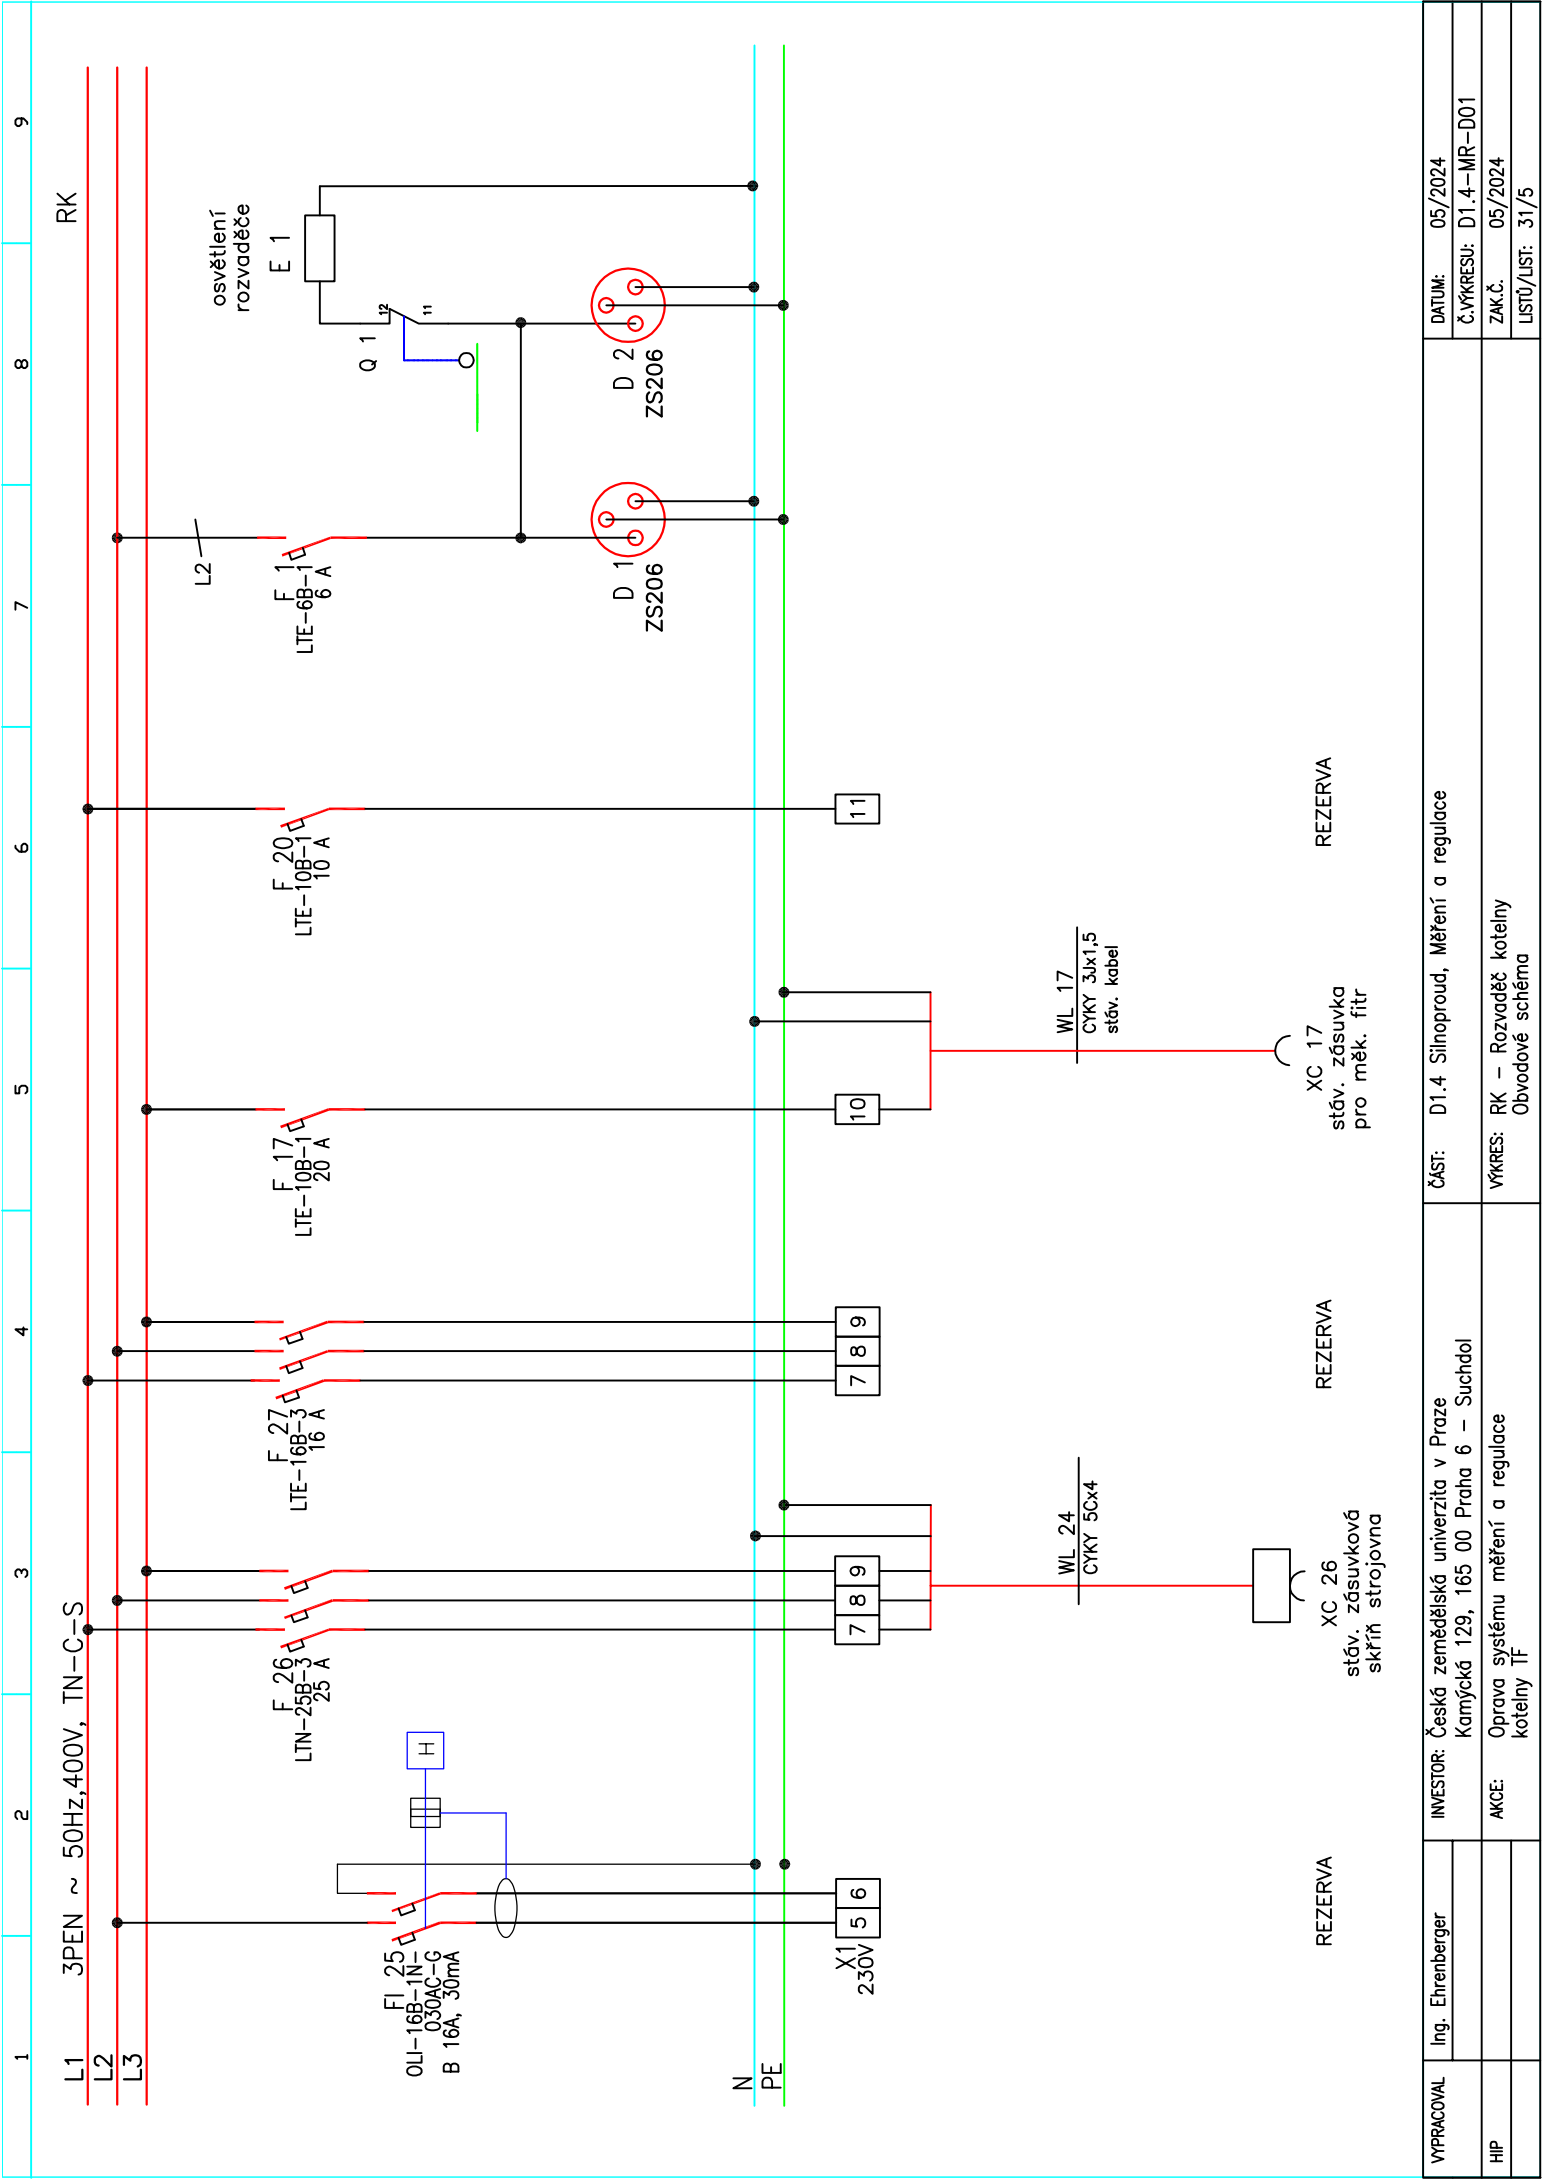 1 2 3 4 5 6 7 8 9
L1 3PEN ~ 50Hz,400V, TN-C-S
RK
L2
L3
FI 25
OLI-16B-1N-
030AC-G
B 16A, 30mA
H
F 26
LTN-25B-3
25 A
F 27
LTE-16B-3
16 A
F 17
LTE-10B-1
20 A
F 20
LTE-10B-1
10 A
L2
F 1
LTE-6B-1
6 A
osvětlení
rozvaděče
E 1
Q 1
12
11
D 1
ZS206
D 2
ZS206
N
PE
X1
230V
5 6
7 8 9
7 8 9
10
11
WL 24
CYKY 5Cx4
WL 17
CYKY 3Jx1,5
stáv. kabel
REZERVA
XC 26
stáv. zásuvková
skříň strojovna
REZERVA
XC 17
stáv. zásuvka
pro měk. fitr
REZERVA
VYPRACOVAL
Ing. Ehrenberger
HIP
INVESTOR: Česká zemědělská univerzita v Praze
Kamýcká 129, 165 00 Praha 6 - Suchdol
AKCE: Oprava systému měření a regulace
kotelny TF
ČÁST: D1.4 Silnoproud, Měření a regulace
VÝKRES: RK - Rozvaděč kotelny
Obvodové schéma
DATUM: 05/2024
Č.VÝKRESU: D1.4-MR-D01
ZAK.Č. 05/2024
LISTŮ/LIST: 31/5